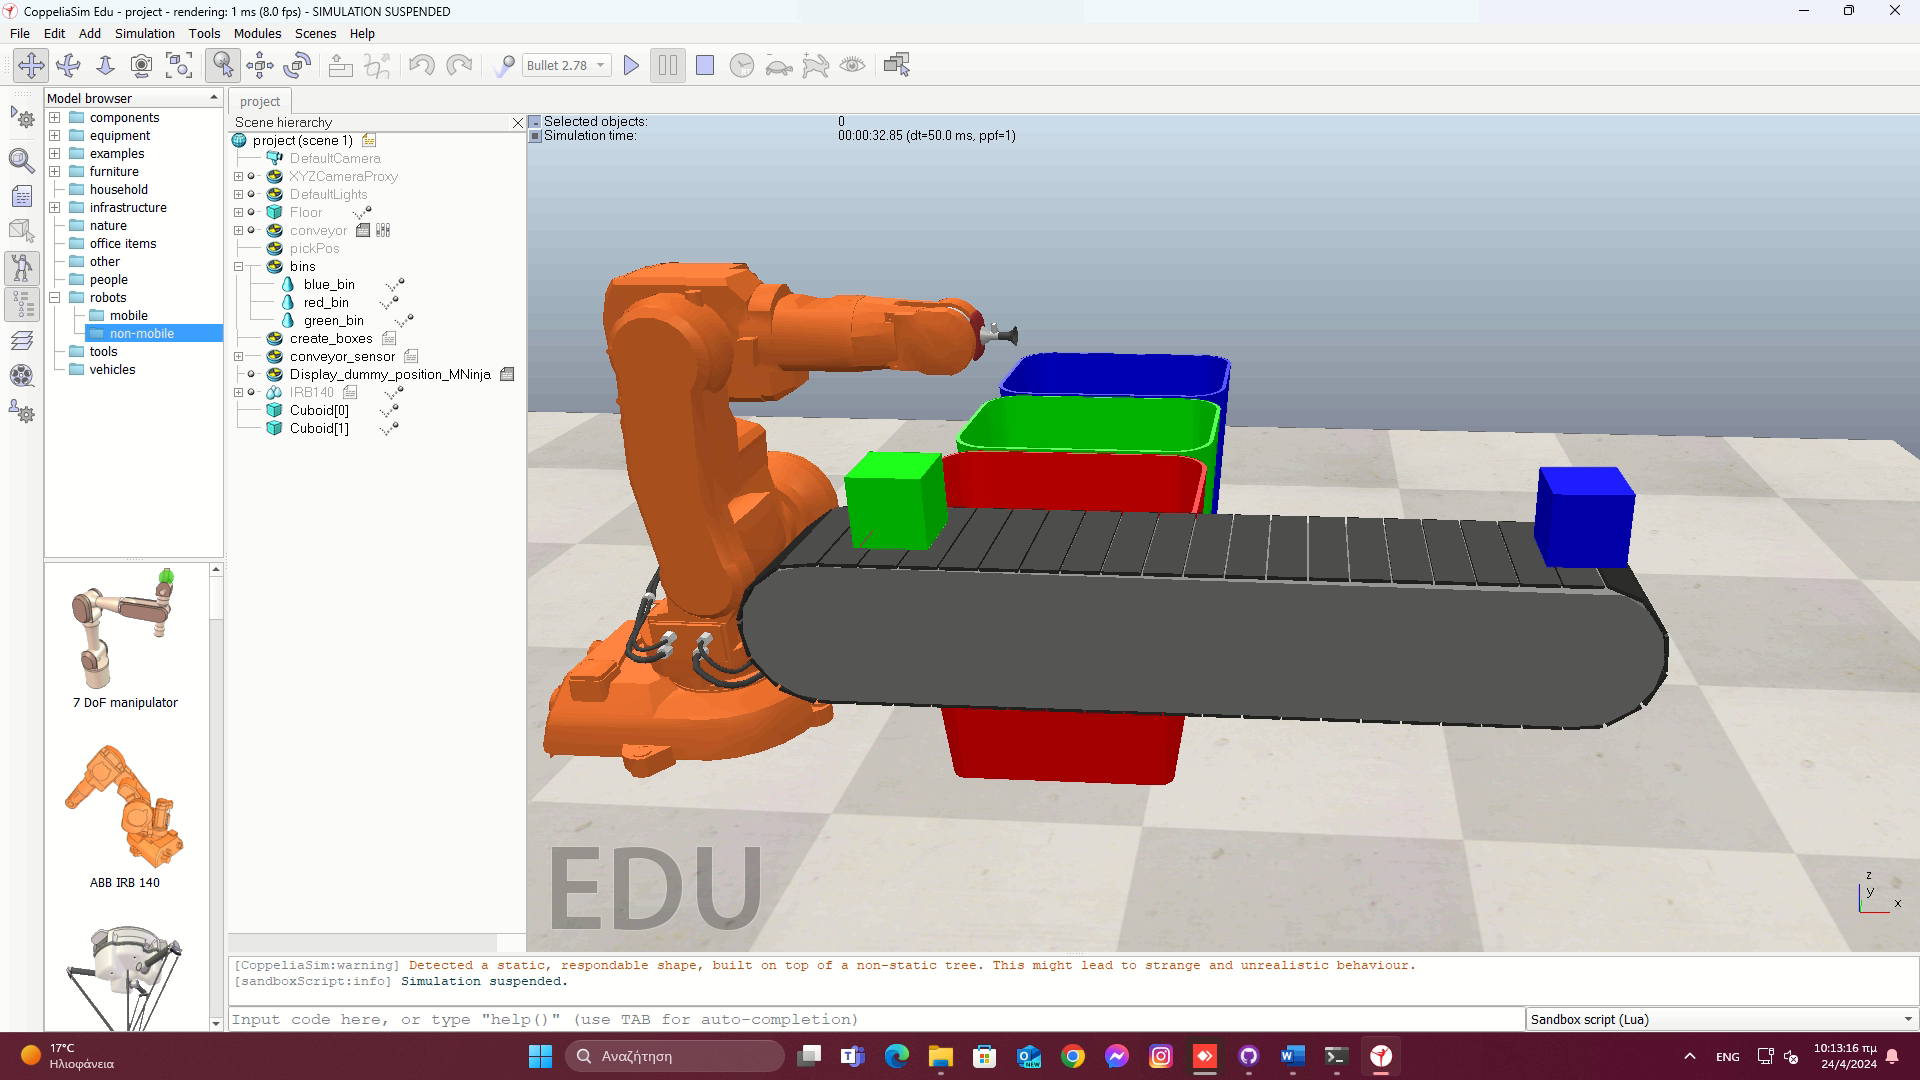 CoppeliaSim Edu - project - rendering: 1 ms (8.0 fps) - SIMULATION SUSPENDED
File Edit Add Simulation Tools Modules Scenes Help
Bullet 2.78
Model browser
components
equipment
examples
furniture
household
infrastructure
nature
office items
other
people
robots
mobile
non-mobile
tools
vehicles
7 DoF manipulator
ABB IRB 140
project
Scene hierarchy
project (scene 1)
DefaultCamera
XYZCameraProxy
DefaultLights
Floor
conveyor
pickPos
bins
blue_bin
red_bin
green_bin
create_boxes
conveyor_sensor
Display_dummy_position_MNinja
IRB140
Cuboid[0]
Cuboid[1]
Selected objects: 0
Simulation time: 00:00:32.85 (dt=50.0 ms, ppf=1)
EDU
z
y
x
[CoppeliaSim:warning] Detected a static, respondable shape, built on top of a non-static tree. This might lead to strange and unrealistic behaviour.
[sandboxScript:info] Simulation suspended.
Input code here, or type "help()" (use TAB for auto-completion)
Sandbox script (Lua)
17°C
Ηλιοφάνεια
Αναζήτηση
NEW
ENG
10:13:16 πμ
24/4/2024